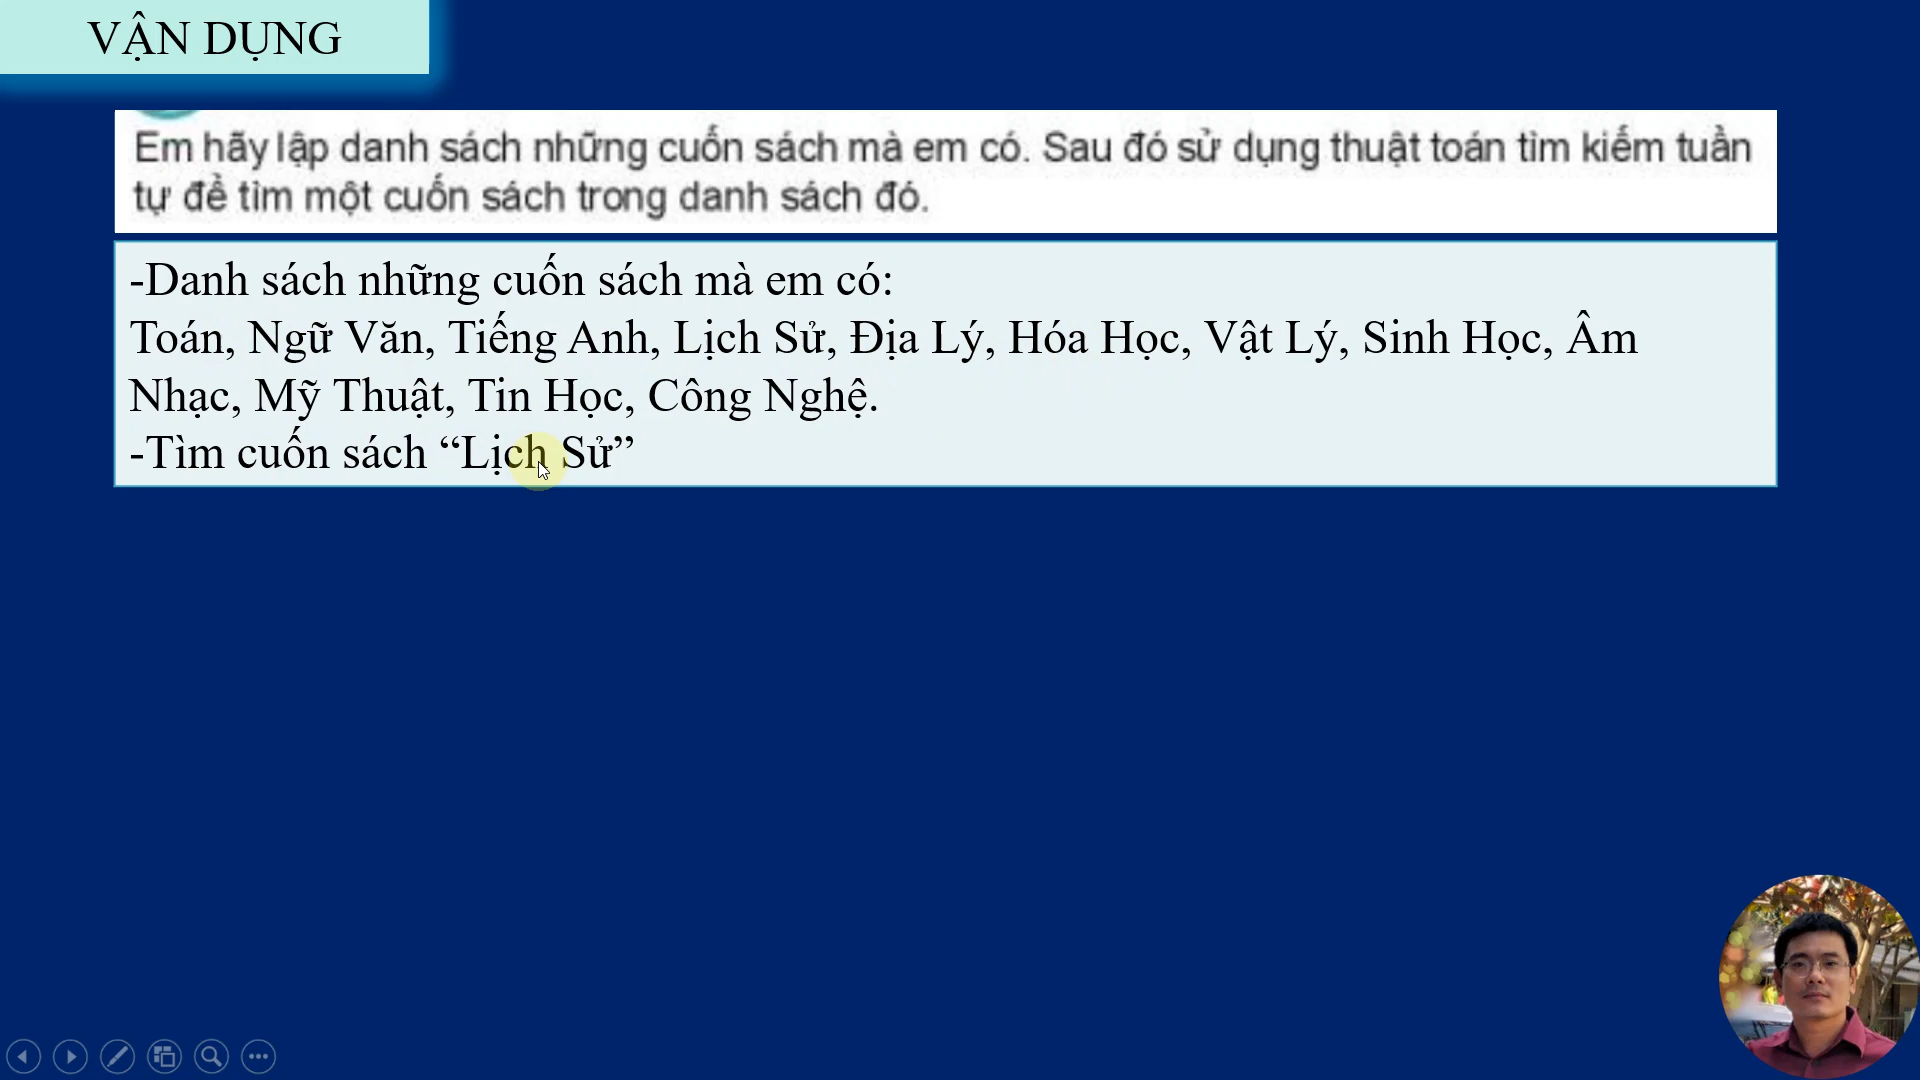 VẬN DỤNG
Em hãy lập danh sách những cuốn sách mà em có. Sau đó sử dụng thuật toán tìm kiếm tuần
tự để tìm một cuốn sách trong danh sách đó.
-Danh sách những cuốn sách mà em có:
Toán, Ngữ Văn, Tiếng Anh, Lịch Sử, Địa Lý, Hóa Học, Vật Lý, Sinh Học, Âm
Nhạc, Mỹ Thuật, Tin Học, Công Nghệ.
-Tìm cuốn sách “Lịch Sử”